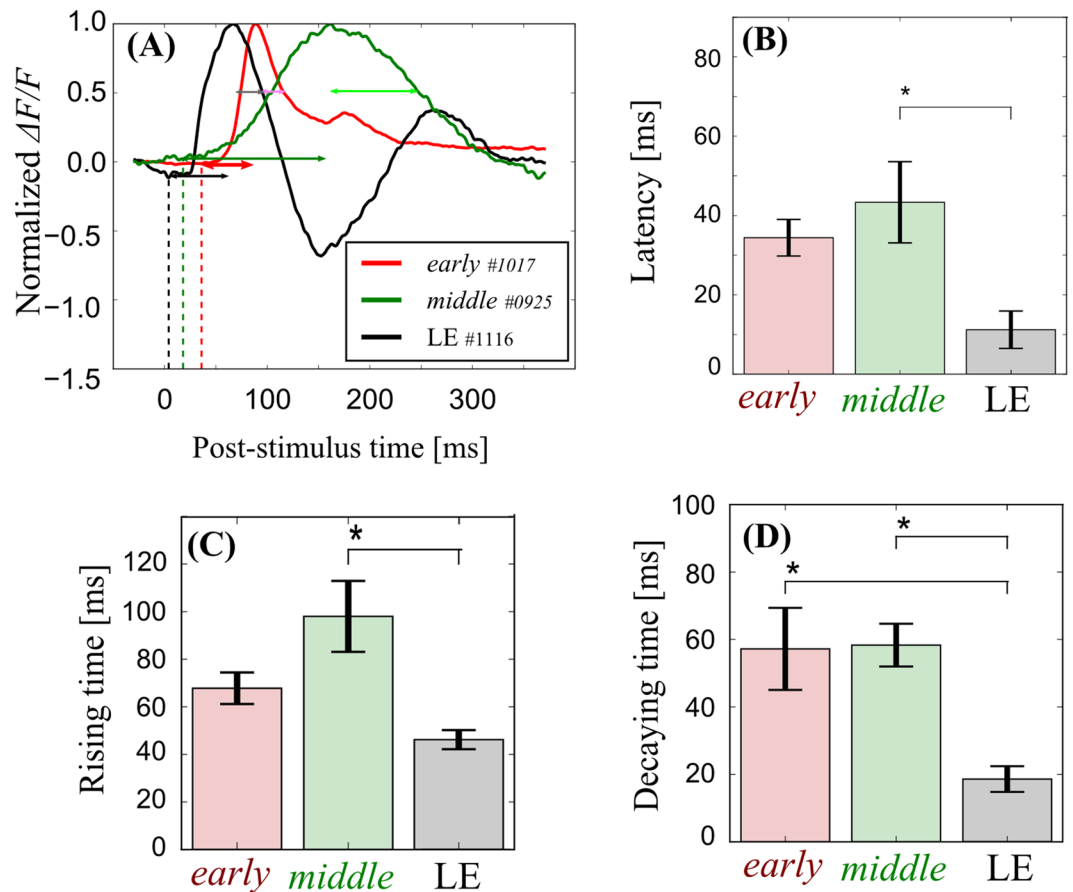 (A)
Normalized ΔF/F
1.0
0.5
0.0
−0.5
−1.0
−1.5
early #1017
middle #0925
LE #1116
0 100 200 300
Post-stimulus time [ms]
(B)
Latency [ms]
80
60
40
20
0
*
early middle LE
(C)
Rising time [ms]
120
100
80
60
40
20
0
*
early middle LE
(D)
Decaying time [ms]
100
80
60
40
20
0
*
*
early middle LE